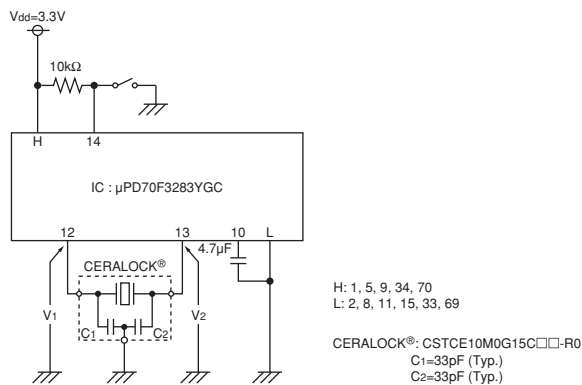 Vdd=3.3V
10kΩ
H
14
IC : µPD70F3283YGC
12
13
10
L
4.7µF
CERALOCK®
V1
C1
C2
V2
H: 1, 5, 9, 34, 70
L: 2, 8, 11, 15, 33, 69
CERALOCK®: CSTCE10M0G15C□□-R0
C1=33pF (Typ.)
C2=33pF (Typ.)